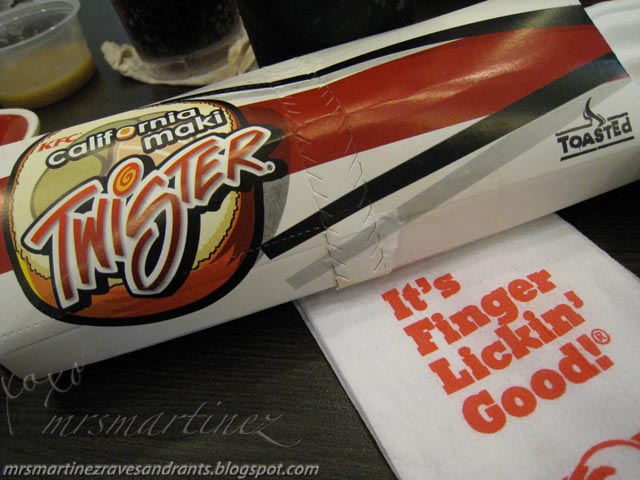 KFC
california
maki
TWISTER
TOASTED
It's
Finger
Lickin'
Good!®
xoxo
mrsmartinez
mrsmartinezravesandrants.blogspot.com